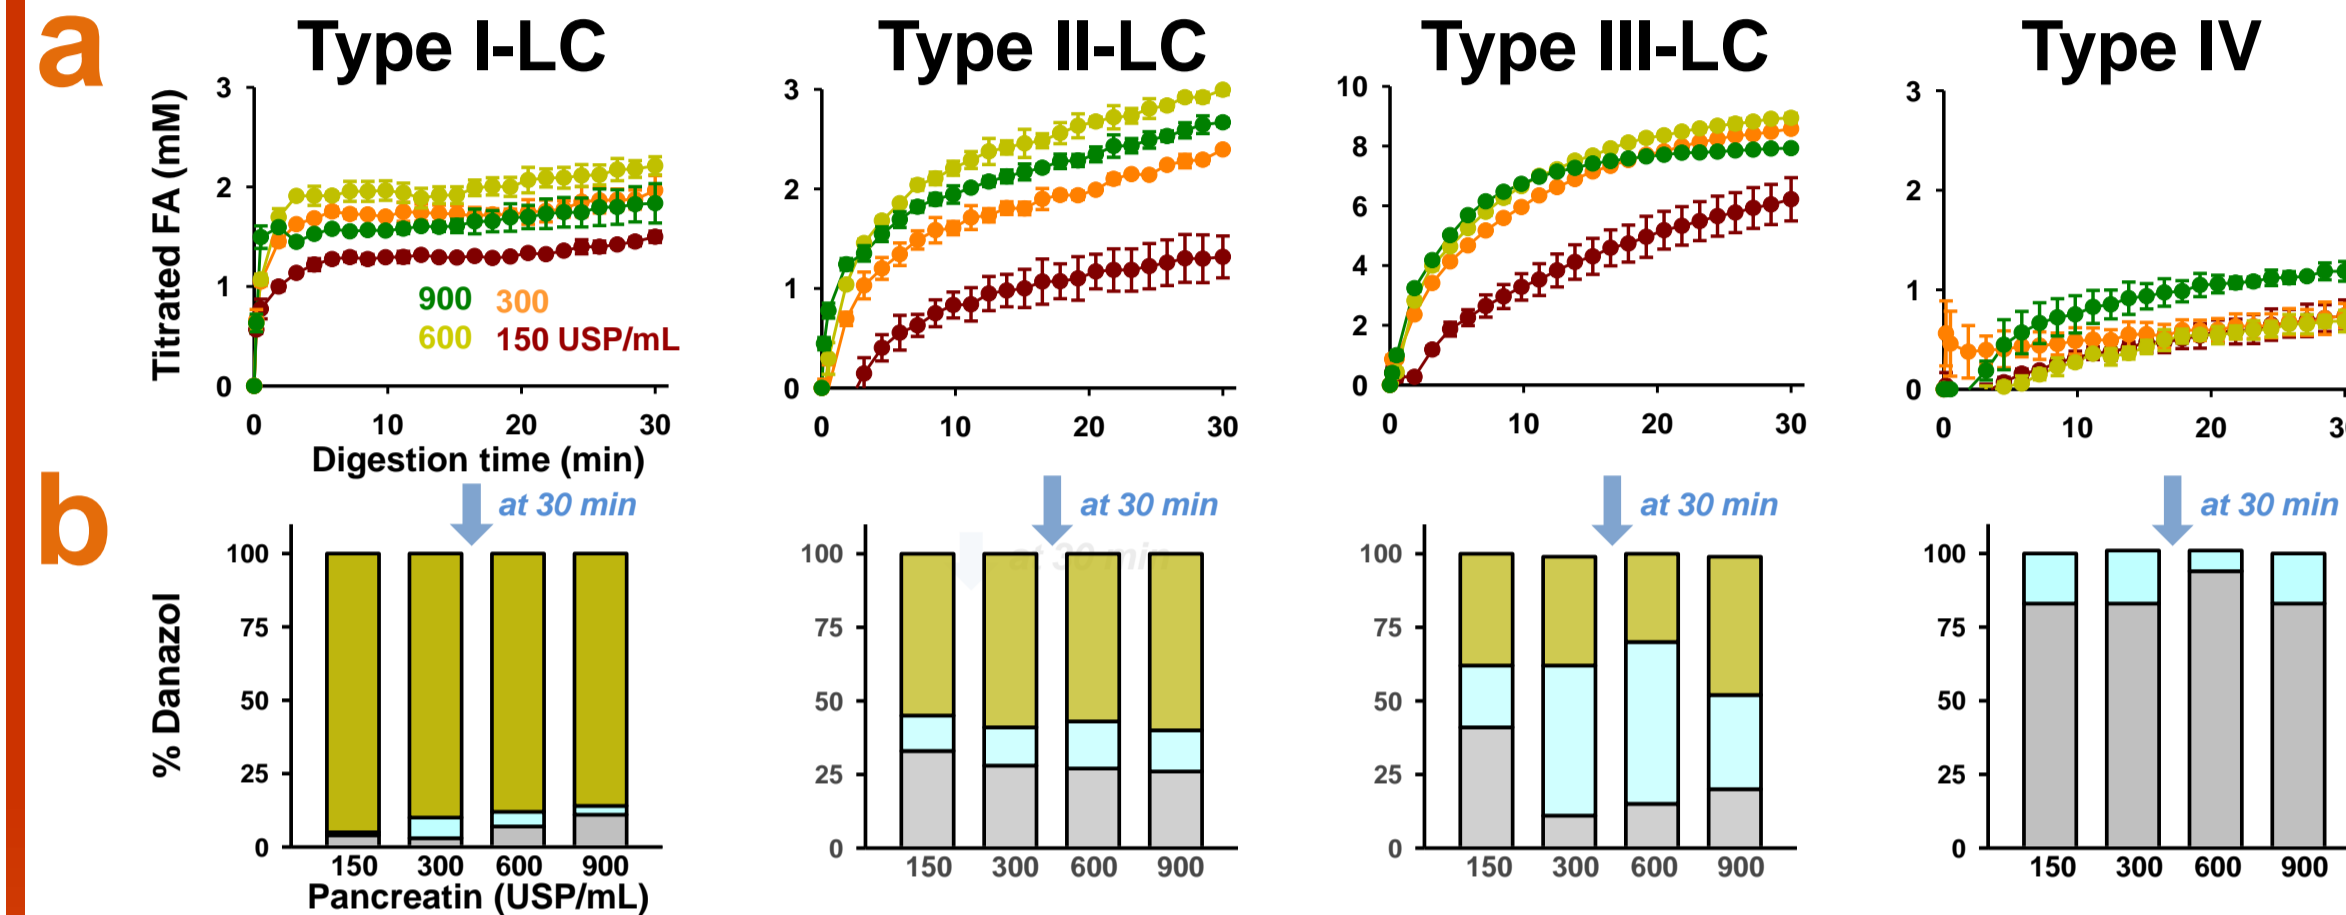 a
Type I-LC
Type II-LC
Type III-LC
Type IV
Titrated FA (mM)
3
2
1
0
0 10 20 30
Digestion time (min)
900 300
600 150 USP/mL
3
2
1
0
0 10 20 30
10
8
6
4
2
0
0 10 20 30
3
2
1
0
0 10 20
b
at 30 min
at 30 min
at 30 min
at 30 min
at 30 min
% Danazol
100
75
50
25
0
150 300 600 900
Pancreatin (USP/mL)
100
75
50
25
0
150 300 600 900
100
75
50
25
0
150 300 600 900
100
75
50
25
0
150 300 600 900